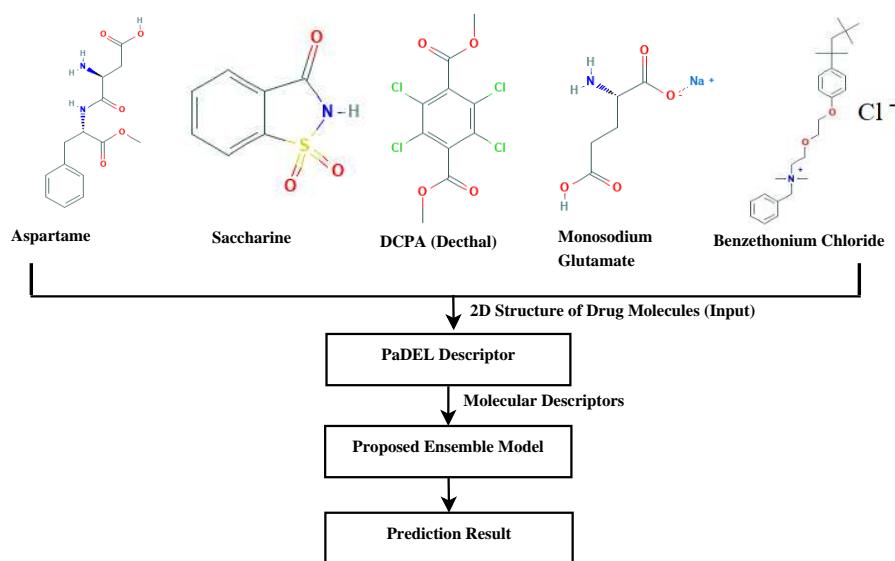 Aspartame
Saccharine
DCPA (Decthal)
Monosodium
Glutamate
Benzethonium Chloride
Cl -
2D Structure of Drug Molecules (Input)
PaDEL Descriptor
Molecular Descriptors
Proposed Ensemble Model
Prediction Result